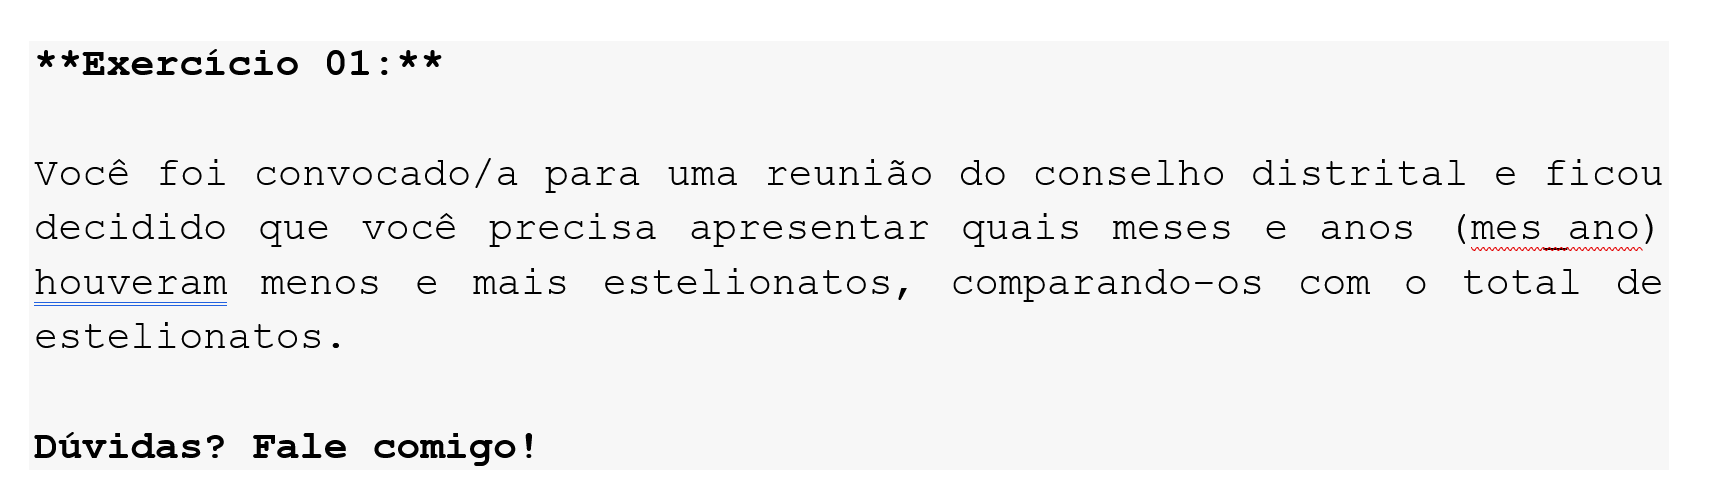 **Exercício 01:**
Você foi convocado/a para uma reunião do conselho distrital e ficou
decidido que você precisa apresentar quais meses e anos (mes_ano)
houveram menos e mais estelionatos, comparando-os com o total de
estelionatos.
Dúvidas? Fale comigo!